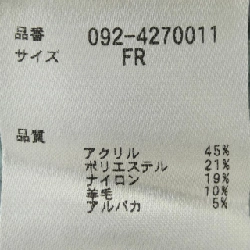 品番 092-4270011
サイズ FR
品質
アクリル 45%
ポリエステル 21%
ナイロン 19%
羊毛 10%
アルパカ 5%